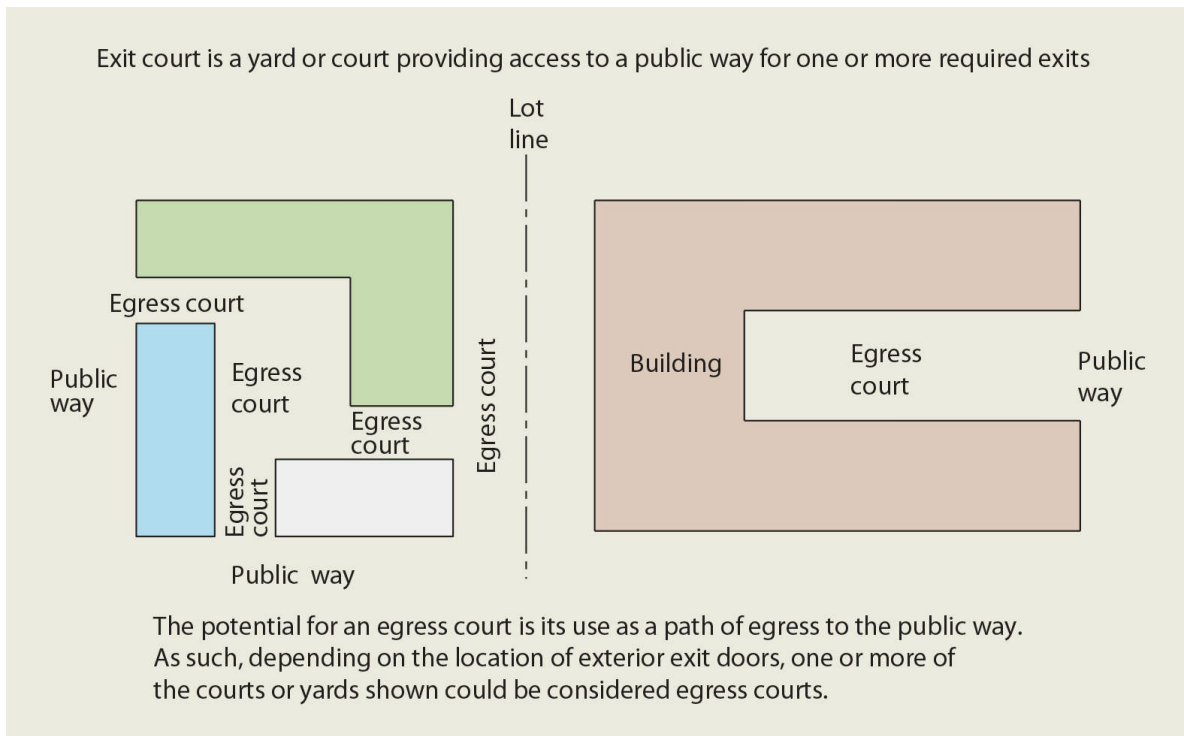 Exit court is a yard or court providing access to a public way for one or more required exits
Lot
line
Egress court
Public
way
Egress
court
Egress
court
Egress
court
Egress court
Public way
Building
Egress
court
Public
way
The potential for an egress court is its use as a path of egress to the public way.
As such, depending on the location of exterior exit doors, one or more of
the courts or yards shown could be considered egress courts.